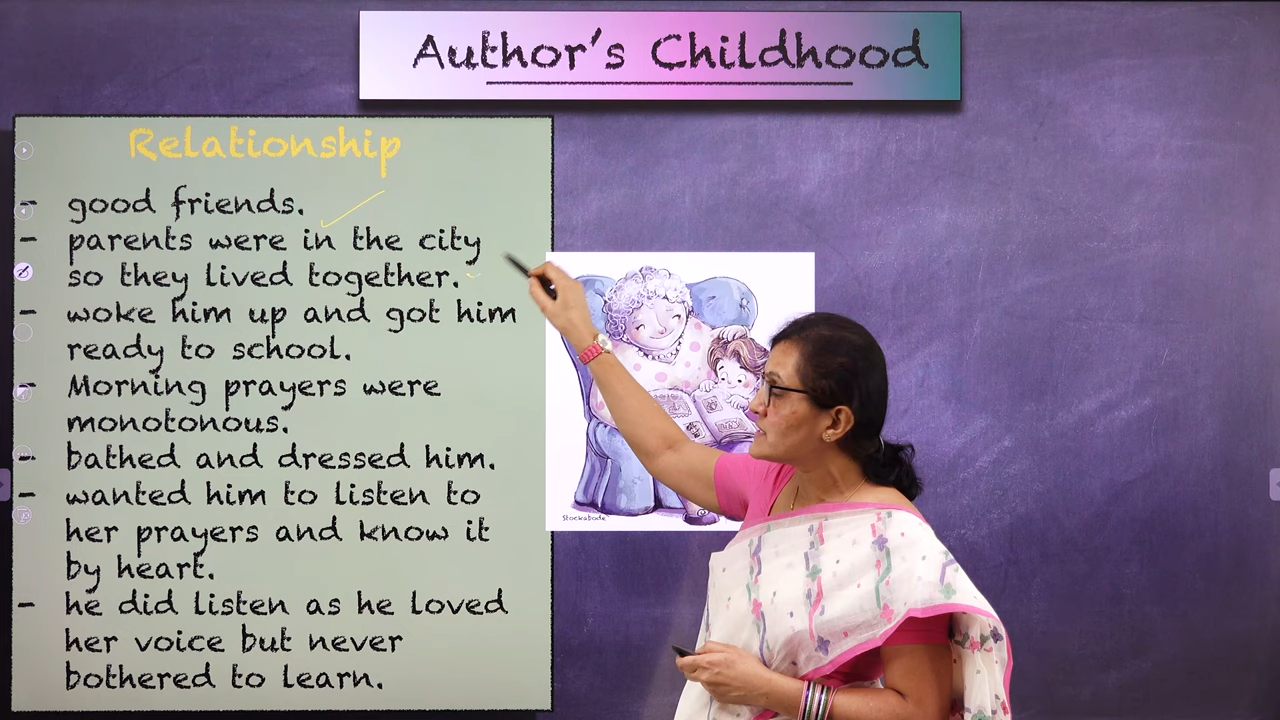 Author's Childhood
Relationship
- good friends.
- parents were in the city
so they lived together.
- woke him up and got him
ready to school.
- Morning prayers were
monotonous.
- bathed and dressed him.
- wanted him to listen to
her prayers and know it
by heart.
- he did listen as he loved
her voice but never
bothered to learn.
Stockabode